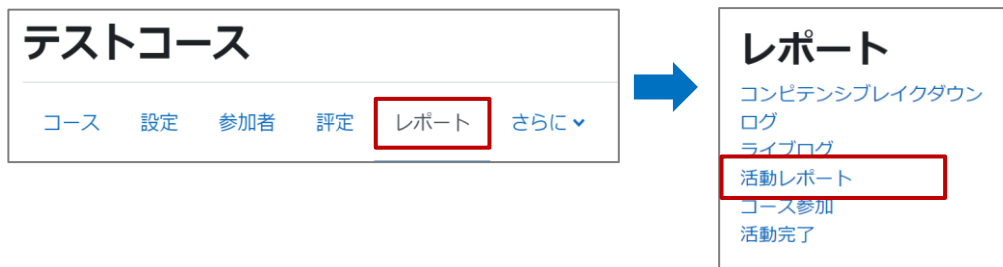 テストコース
コース 設定 参加者 評定 レポート さらに
レポート
コンピテンシブレイクダウン
ログ
ライブログ
活動レポート
コース参加
活動完了